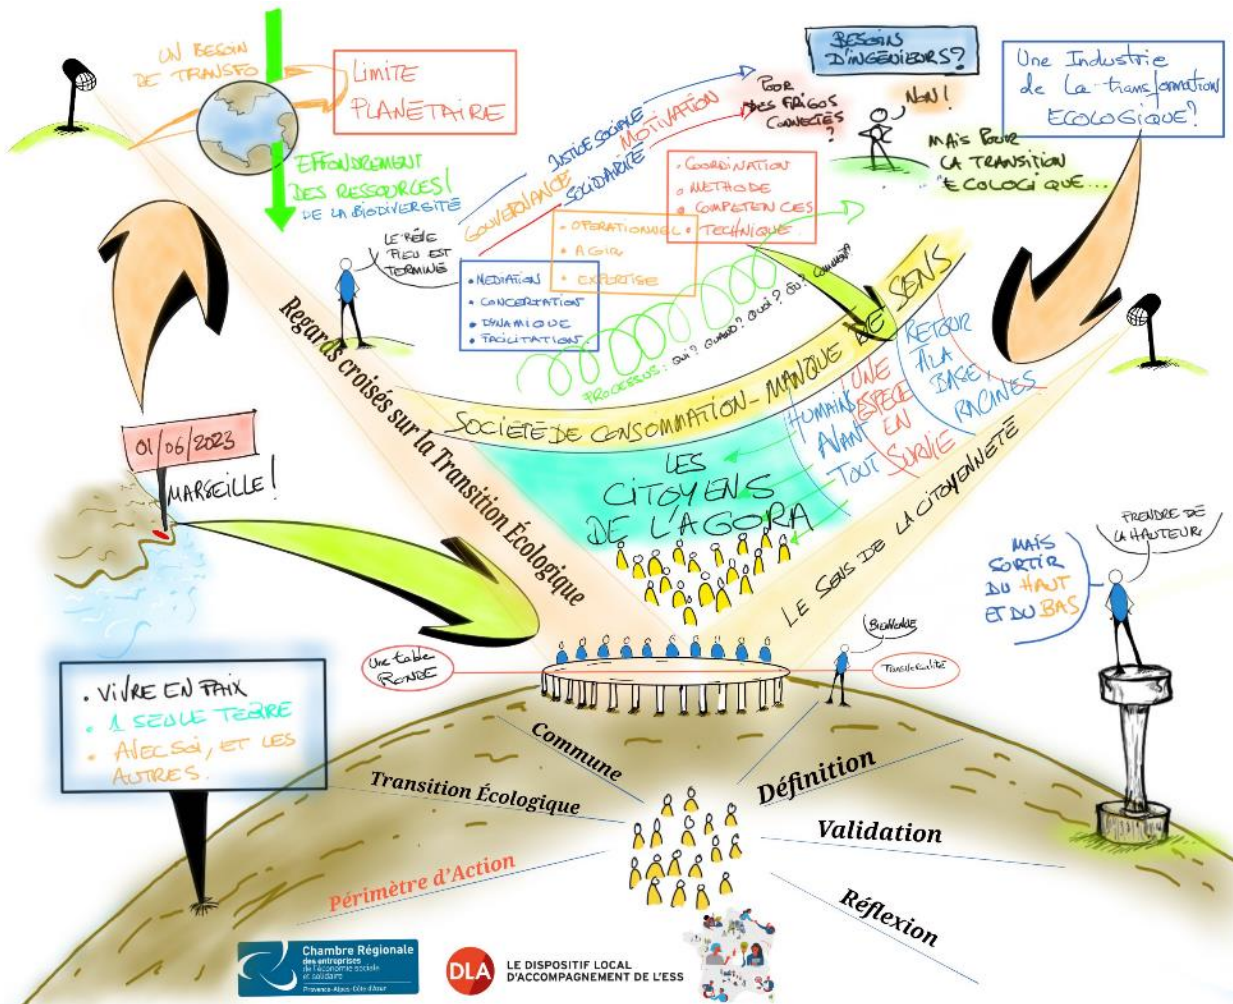 UN BESOIN
DE TRANSFO
LIMITE
PLANÉTAIRE
EFFONDREMENT
DES RESSOURCES!
DE LA BIODIVERSITÉ
LE RÊVE
BLEU EST
TERMINÉ
GOUVERNANCE
JUSTICE SOCIALE
SOLIDARITÉ
MOTIVATION
POUR
DES FRIGOS
CONNECTÉS
?
BESOIN
D'INGÉNIEURS?
NON!
MAIS POUR
LA TRANSITION
ECOLOGIQUE...
Une Industrie
de la transformation
ECOLOGIQUE?
• COORDINATION
• METHODE
• COMPETENCES
• TECHNIQUE
• OPERATIONNEL
• AGIR
• EXPERTISE
• MEDIATION
• CONCERTATION
• DYNAMIQUE
• FACILITATION
PROCESSUS: QUI? QUAND? QUOI? OÙ? COMMENT?
SOCIÉTÉ DE CONSOMMATION - MANQUE DE SENS
Regards croisés sur la Transition Écologique
LES
CITOYENS
DE L'AGORA
HUMAINS
AVANT
TOUT
UNE
ESPÈCE
EN
SURVIE
RETOUR
À LA
BASE,
RACINES
LE SENS DE LA CITOYENNETÉ
01/06/2023
MARSEILLE!
PRENDRE DE
LA HAUTEUR
MAIS
SORTIR
DU HAUT
ET DU BAS
Une table
RONDE
BIENVENUE
Transversalité
• VIVRE EN PAIX
• 1 SEULE TERRE
• AVEC SOI, ET LES
AUTRES.
Commune
Transition Écologique
Périmètre d'Action
Définition
Validation
Réflexion
Chambre Régionale
des entreprises
de l'économie sociale
et solidaire
Provence-Alpes-Côte d'Azur
DLA
LE DISPOSITIF LOCAL
D'ACCOMPAGNEMENT DE L'ESS